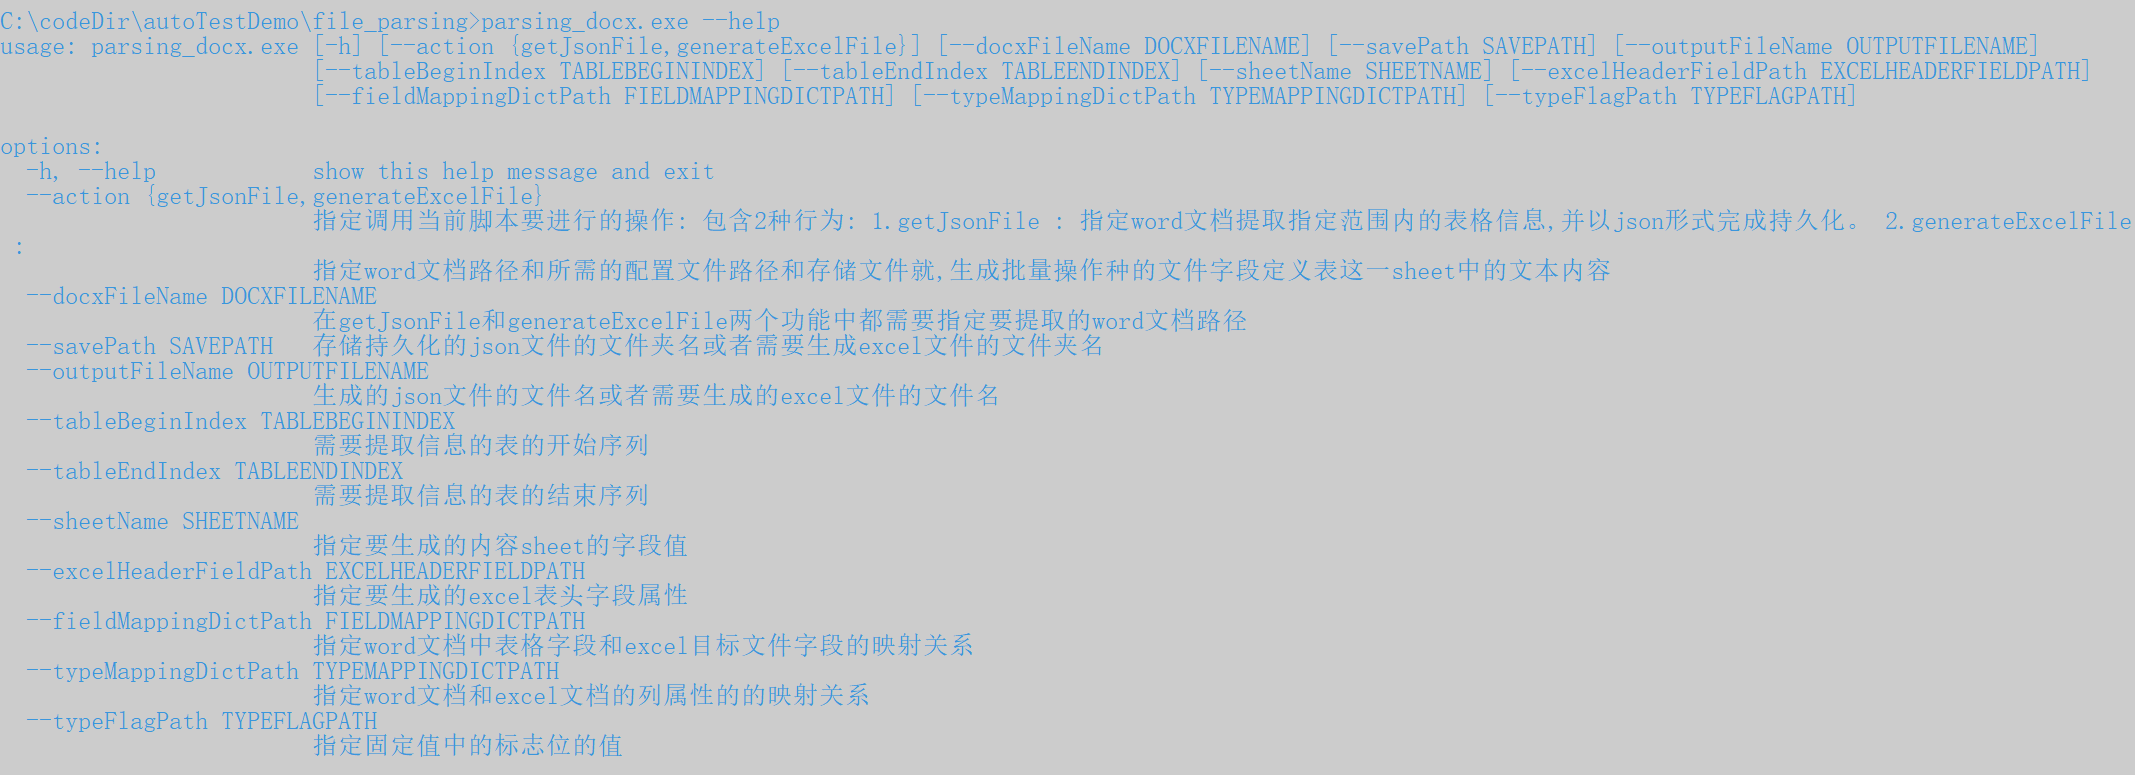 C:\codeDir\autoTestDemo\file_parsing>parsing_docx.exe --help
usage: parsing_docx.exe [-h] [--action {getJsonFile,generateExcelFile}] [--docxFileName DOCXFILENAME] [--savePath SAVEPATH] [--outputFileName OUTPUTFILENAME]
[--tableBeginIndex TABLEBEGININDEX] [--tableEndIndex TABLEENDINDEX] [--sheetName SHEETNAME] [--excelHeaderFieldPath EXCELHEADERFIELDPATH]
[--fieldMappingDictPath FIELDMAPPINGDICTPATH] [--typeMappingDictPath TYPEMAPPINGDICTPATH] [--typeFlagPath TYPEFLAGPATH]
options:
-h, --help show this help message and exit
--action {getJsonFile,generateExcelFile}
指定调用当前脚本要进行的操作: 包含2种行为: 1.getJsonFile : 指定word文档提取指定范围内的表格信息,并以json形式完成持久化。 2.generateExcelFile
:
指定word文档路径和所需的配置文件路径和存储文件就,生成批量操作种的文件字段定义表这一sheet中的文本内容
--docxFileName DOCXFILENAME
在getJsonFile和generateExcelFile两个功能中都需要指定要提取的word文档路径
--savePath SAVEPATH 存储持久化的json文件的文件夹名或者需要生成excel文件的文件夹名
--outputFileName OUTPUTFILENAME
生成的json文件的文件名或者需要生成的excel文件的文件名
--tableBeginIndex TABLEBEGININDEX
需要提取信息的表的开始序列
--tableEndIndex TABLEENDINDEX
需要提取信息的表的结束序列
--sheetName SHEETNAME
指定要生成的内容sheet的字段值
--excelHeaderFieldPath EXCELHEADERFIELDPATH
指定要生成的excel表头字段属性
--fieldMappingDictPath FIELDMAPPINGDICTPATH
指定word文档中表格字段和excel目标文件字段的映射关系
--typeMappingDictPath TYPEMAPPINGDICTPATH
指定word文档和excel文档的列属性的的映射关系
--typeFlagPath TYPEFLAGPATH
指定固定值中的标志位的值